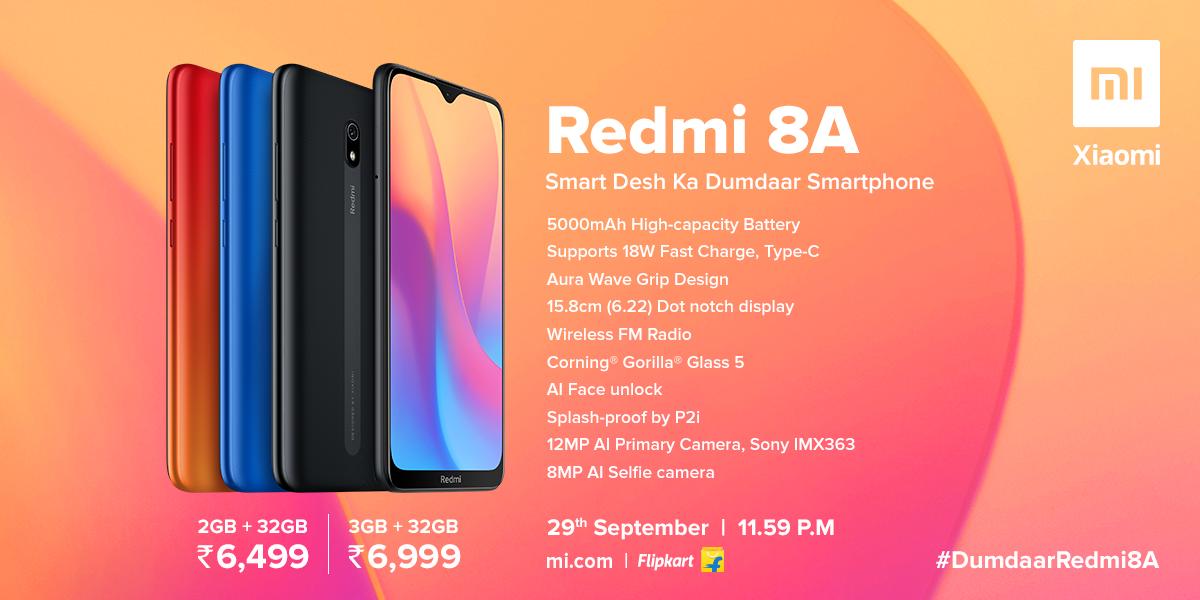 mi
Xiaomi
Redmi 8A
Smart Desh Ka Dumdaar Smartphone
5000mAh High-capacity Battery
Supports 18W Fast Charge, Type-C
Aura Wave Grip Design
15.8cm (6.22) Dot notch display
Wireless FM Radio
Corning® Gorilla® Glass 5
AI Face unlock
Splash-proof by P2i
12MP AI Primary Camera, Sony IMX363
8MP AI Selfie camera
Redmi
DESIGNED BY XIAOMI
Redmi
2GB + 32GB
₹6,499
3GB + 32GB
₹6,999
29th September | 11.59 P.M
mi.com | Flipkart
#DumdaarRedmi8A